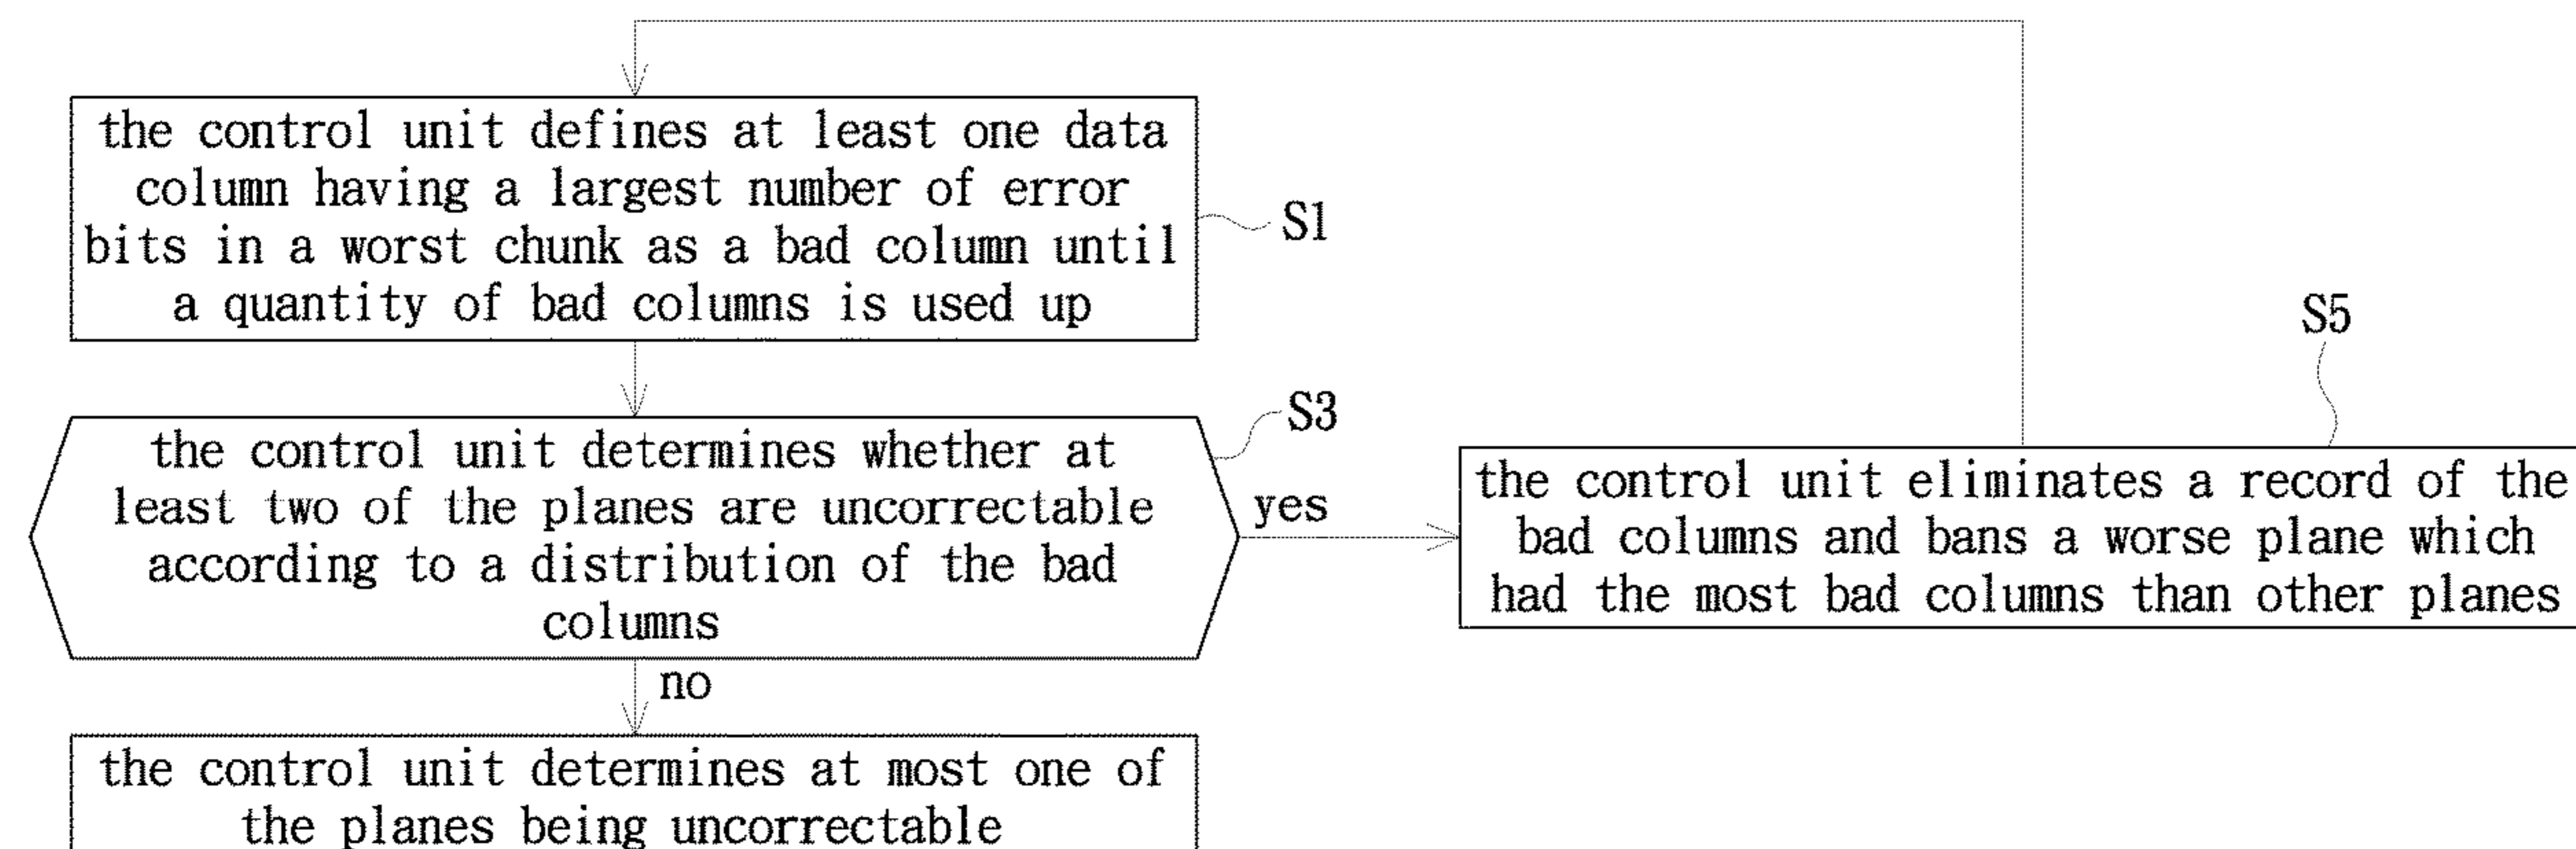 the control unit defines at least one data
column having a largest number of error
bits in a worst chunk as a bad column until
a quantity of bad columns is used up
S1
the control unit determines whether at
least two of the planes are uncorrectable
according to a distribution of the bad
columns
S3
yes
S5
the control unit eliminates a record of the
bad columns and bans a worse plane which
had the most bad columns than other planes
no
the control unit determines at most one of
the planes being uncorrectable